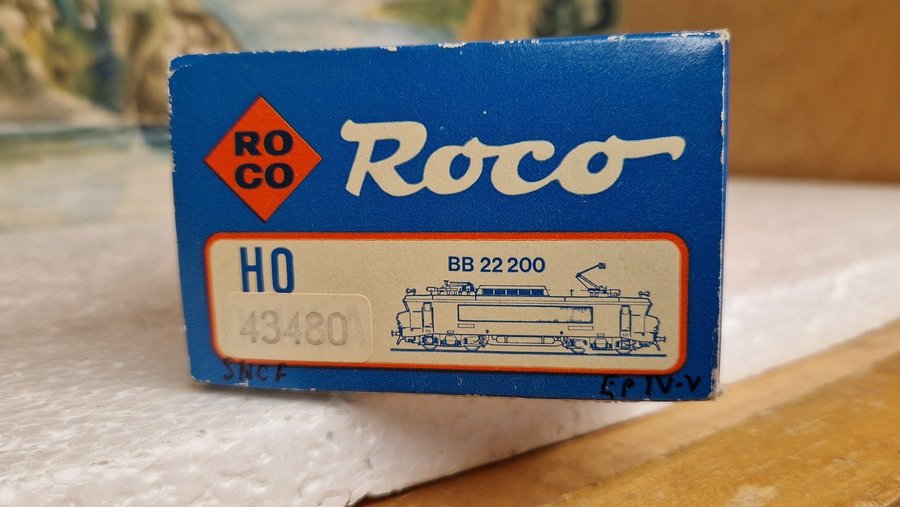 RO
CO
Roco
HO
BB 22 200
43480
SNCF
EP IV-V